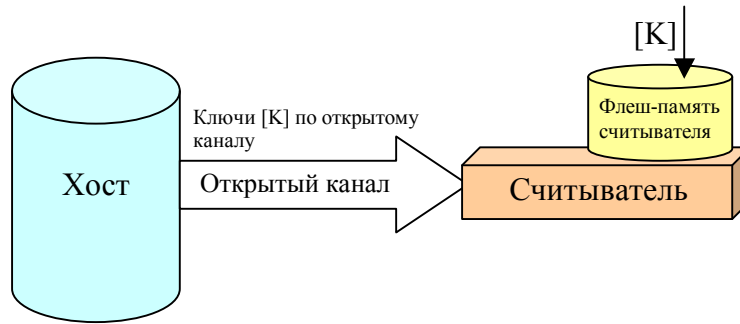 [K]
Флеш-память
считывателя
Ключи [K] по открытому
каналу
Хост
Открытый канал
Считыватель